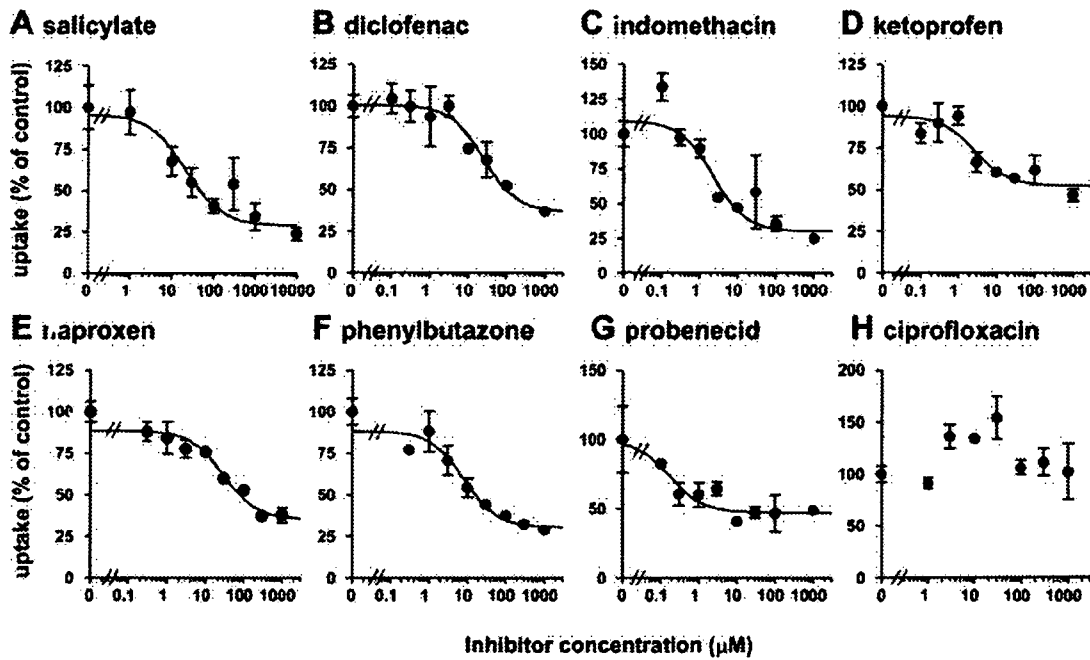 A salicylate
B diclofenac
C indomethacin
D ketoprofen
uptake (% of control)
125
100
75
50
25
0
0 1 10 100 1000 10000
125
100
75
50
25
0
0 0.1 1 10 100 1000
150
125
100
75
50
25
0
0 0.1 1 10 100 1000
125
100
75
50
25
0
0 0.1 1 10 100 1000
E naproxen
F phenylbutazone
G probenecid
H ciprofloxacin
uptake (% of control)
125
100
75
50
25
0
0 0.1 1 10 100 1000
125
100
75
50
25
0
0 0.1 1 10 100 1000
150
100
50
0
0 0.1 1 10 100 1000
200
150
100
50
0
0 1 10 100 1000
Inhibitor concentration (µM)